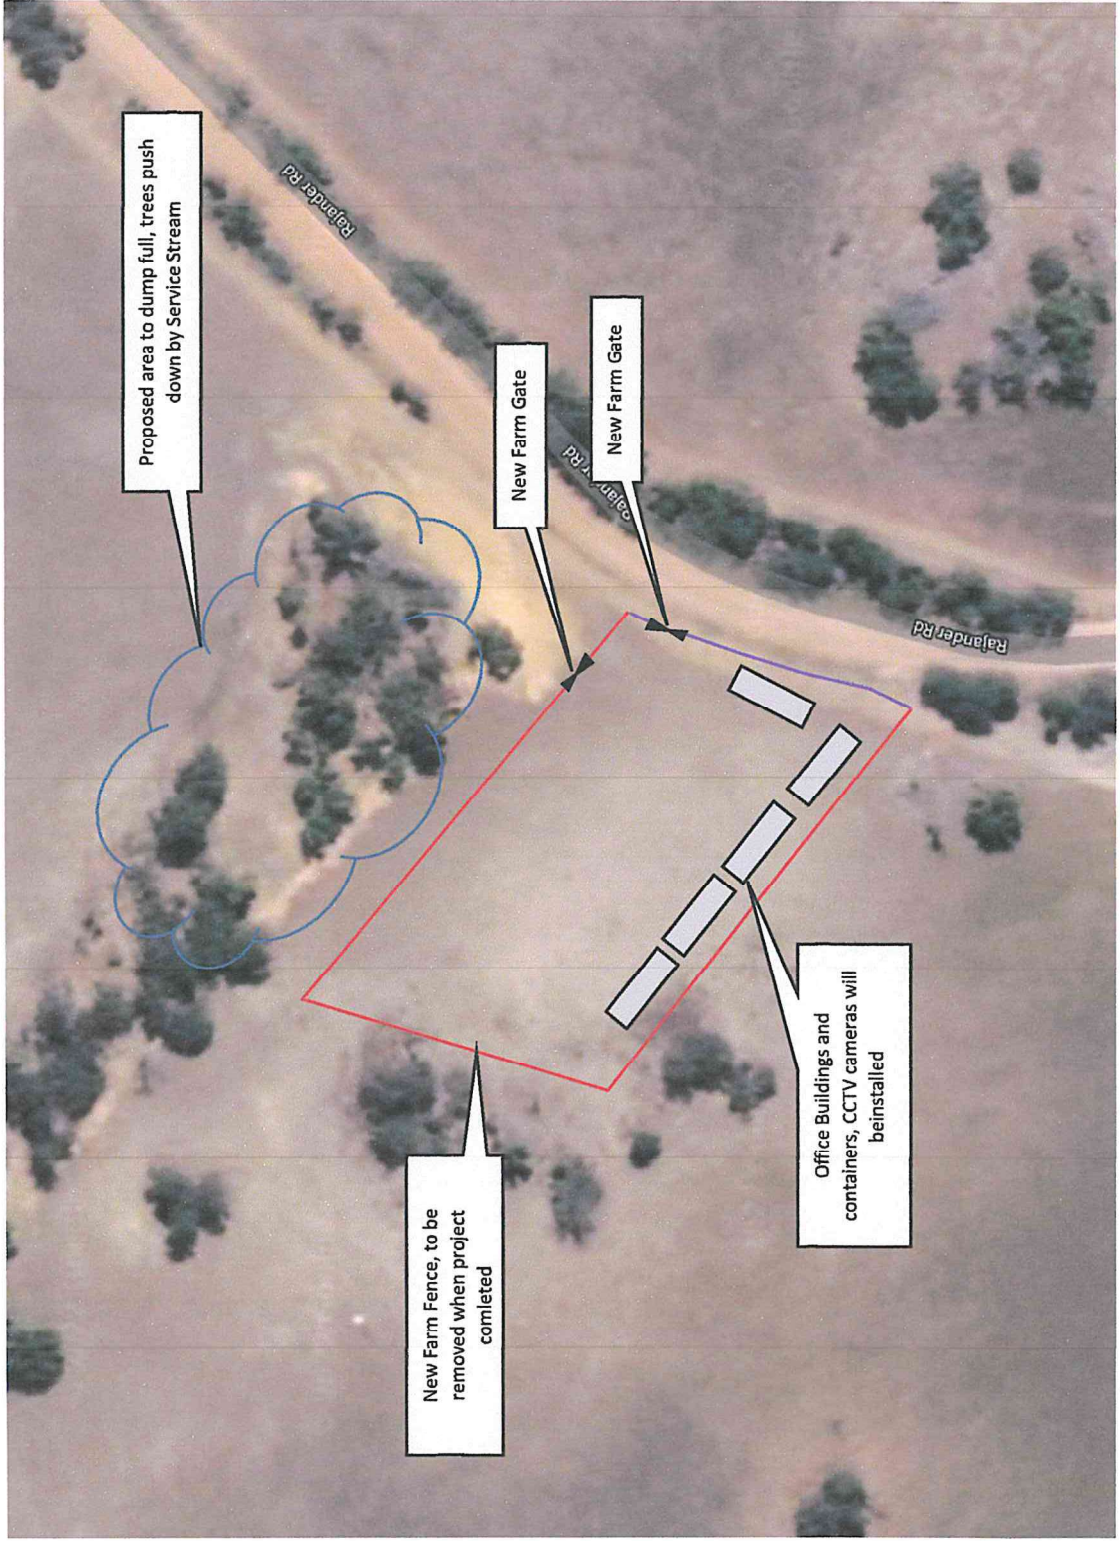 Proposed area to dump full, trees push
down by Service Stream
Rajander Rd
New Farm Gate
New Farm Gate
Rajander Rd
Rajander Rd
New Farm Fence, to be
removed when project
comleted
Office Buildings and
containers, CCTV cameras will
beinstalled